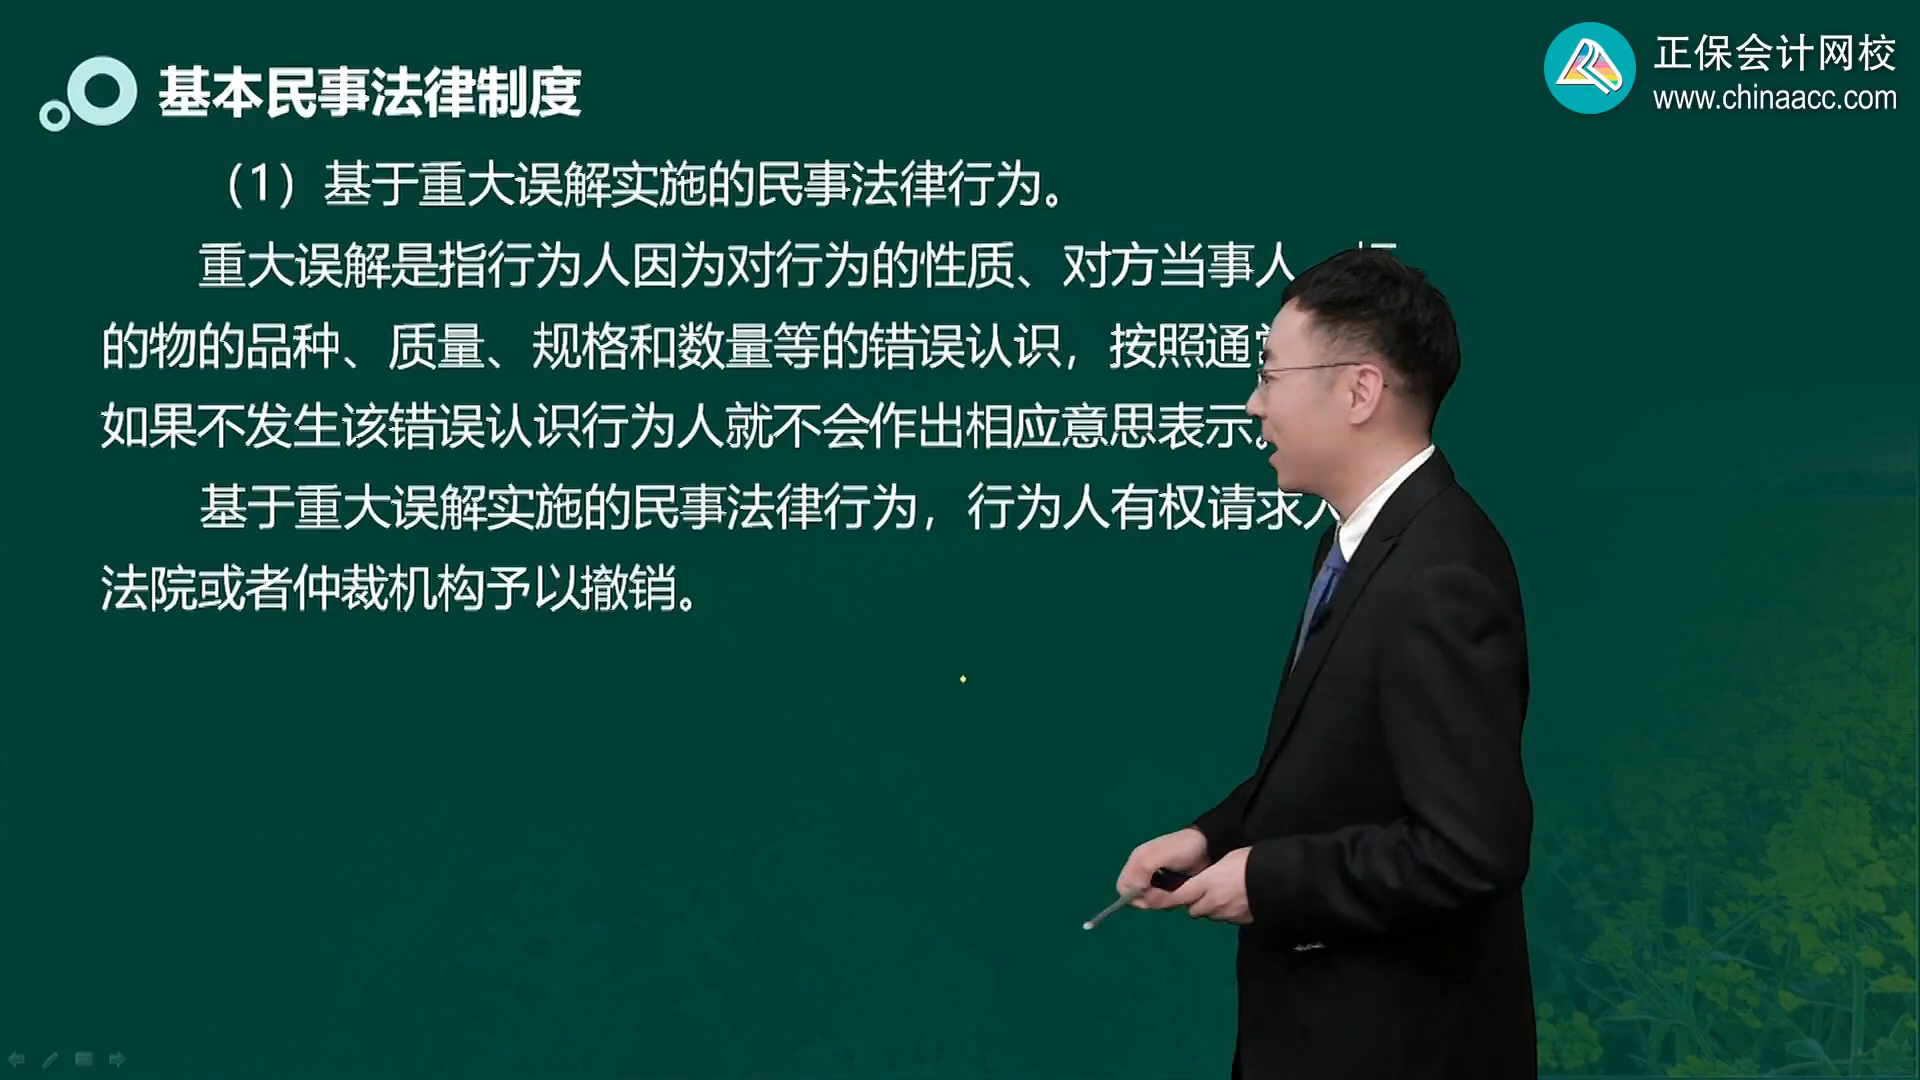 正保会计网校
www.chinaacc.com
基本民事法律制度
（1）基于重大误解实施的民事法律行为。
重大误解是指行为人因为对行为的性质、对方当事人
的物的品种、质量、规格和数量等的错误认识，按照通
如果不发生该错误认识行为人就不会作出相应意思表示。
基于重大误解实施的民事法律行为，行为人有权请求
法院或者仲裁机构予以撤销。